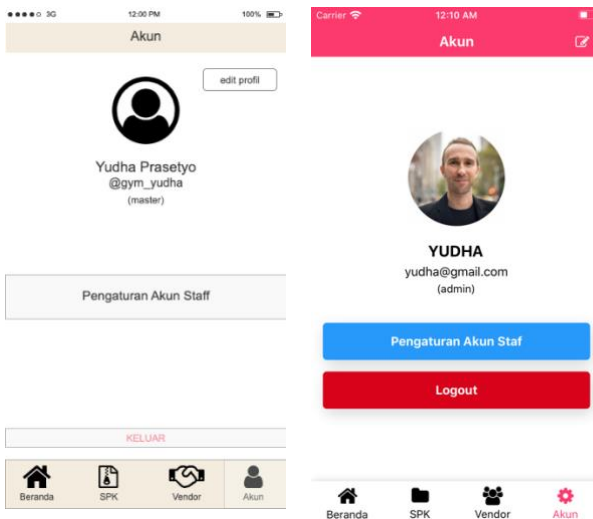 3G 12:00 PM 100%
Akun
edit profil
Yudha Prasetyo
@gym_yudha
(master)
Pengaturan Akun Staff
KELUAR
Beranda SPK Vendor Akun
Carrier 12:10 AM
Akun
YUDHA
yudha@gmail.com
(admin)
Pengaturan Akun Staf
Logout
Beranda SPK Vendor Akun